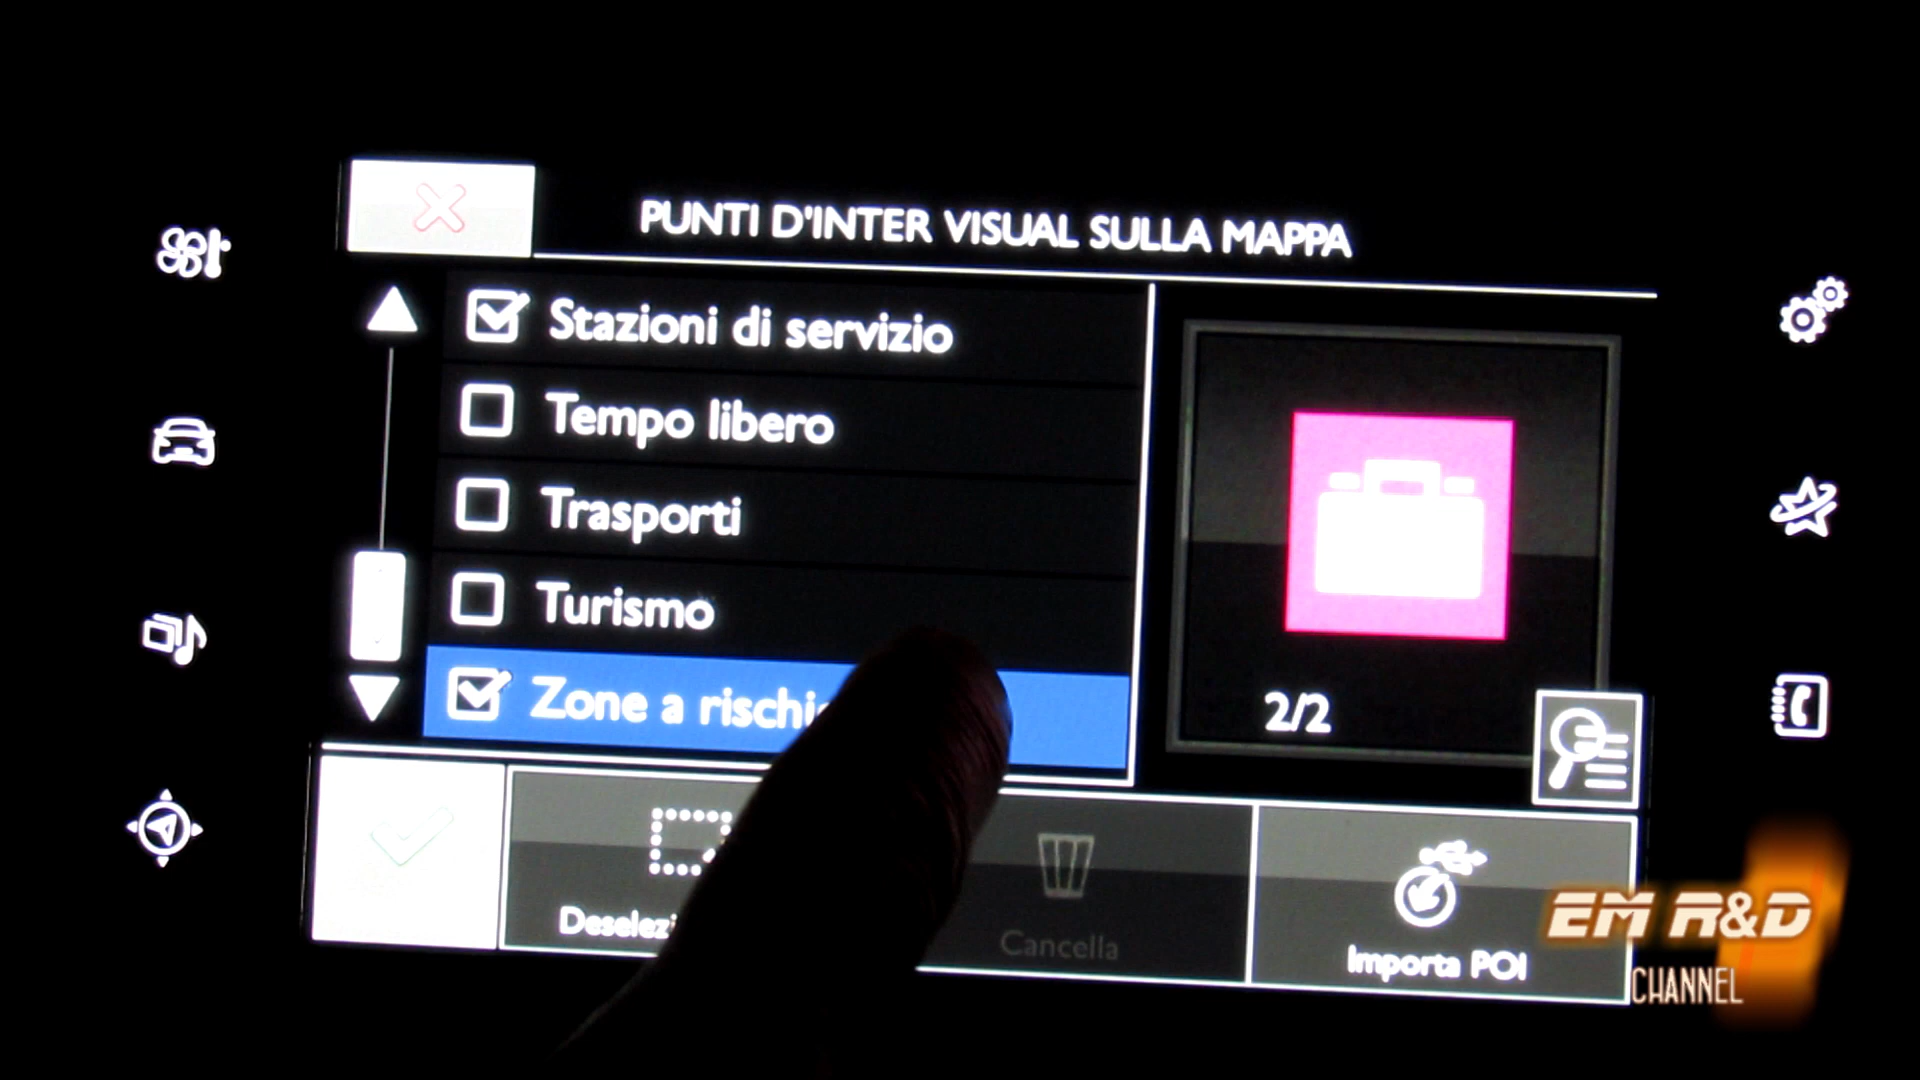 PUNTI D'INTER VISUAL SULLA MAPPA
Stazioni di servizio
Tempo libero
Trasporti
Turismo
Zone a
2/2
Cancella
Importa POI
EM R&D
CHANNEL